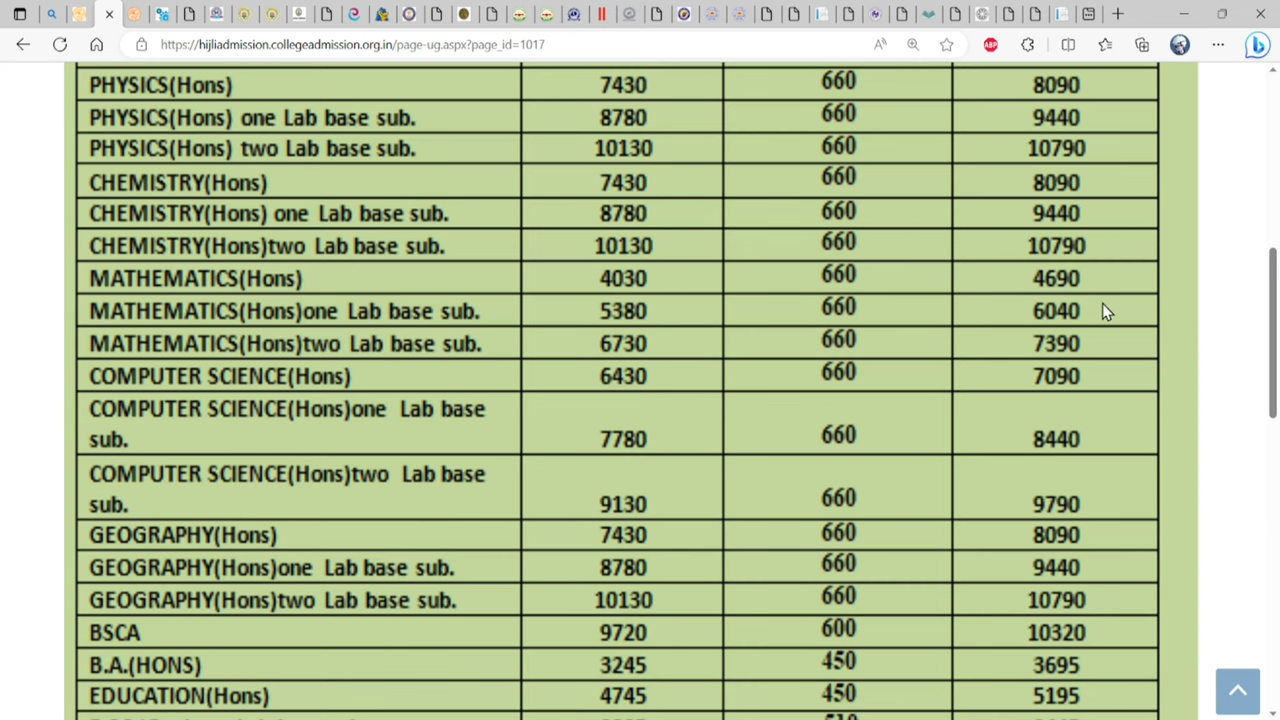 https://hijliadmission.collegeadmission.org.in/page-ug.aspx?page_id=1017
ABP
PHYSICS(Hons) 7430 660 8090
PHYSICS(Hons) one Lab base sub. 8780 660 9440
PHYSICS(Hons) two Lab base sub. 10130 660 10790
CHEMISTRY(Hons) 7430 660 8090
CHEMISTRY(Hons) one Lab base sub. 8780 660 9440
CHEMISTRY(Hons)two Lab base sub. 10130 660 10790
MATHEMATICS(Hons) 4030 660 4690
MATHEMATICS(Hons)one Lab base sub. 5380 660 6040
MATHEMATICS(Hons)two Lab base sub. 6730 660 7390
COMPUTER SCIENCE(Hons) 6430 660 7090
COMPUTER SCIENCE(Hons)one Lab base
sub. 7780 660 8440
COMPUTER SCIENCE(Hons)two Lab base
sub. 9130 660 9790
GEOGRAPHY(Hons) 7430 660 8090
GEOGRAPHY(Hons)one Lab base sub. 8780 660 9440
GEOGRAPHY(Hons)two Lab base sub. 10130 660 10790
BSCA 9720 600 10320
B.A.(HONS) 3245 450 3695
EDUCATION(Hons) 4745 450 5195